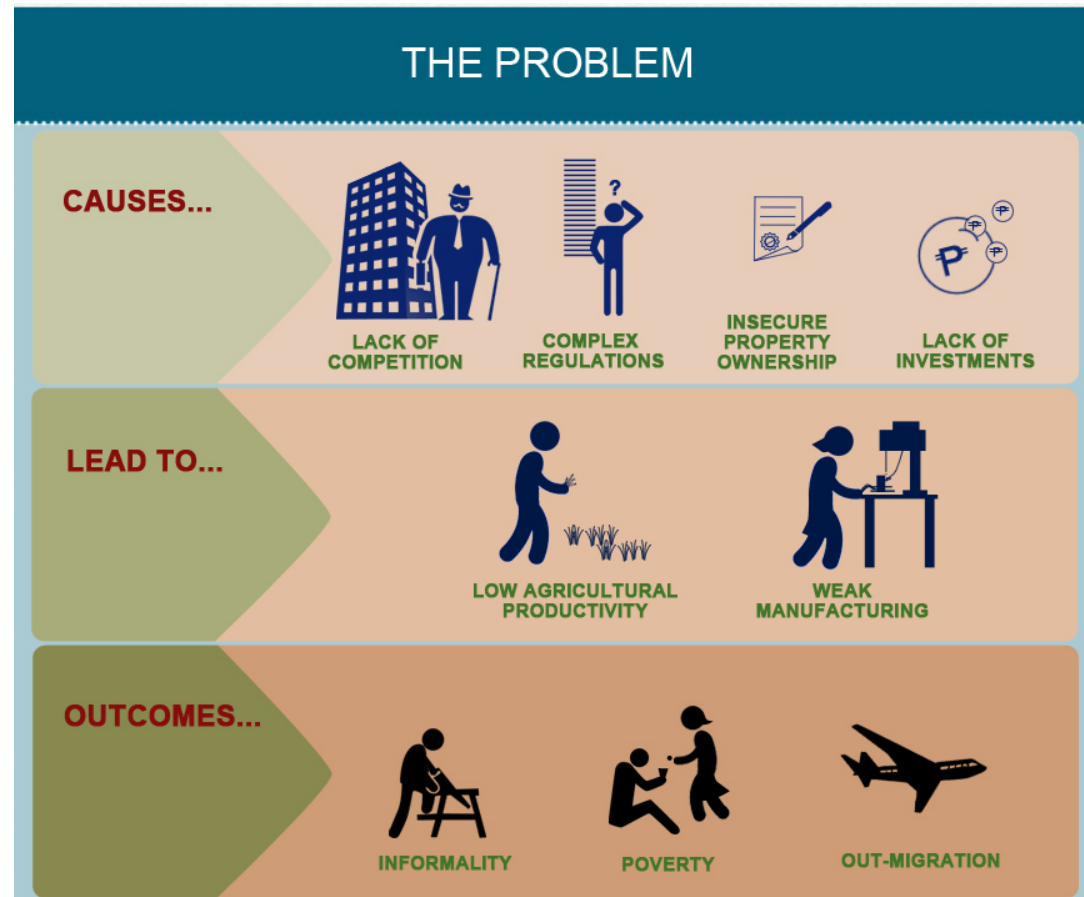 THE PROBLEM
CAUSES...
?
₱
₱
₱
₱
LACK OF
COMPETITION
COMPLEX
REGULATIONS
INSECURE
PROPERTY
OWNERSHIP
LACK OF
INVESTMENTS
LEAD TO...
LOW AGRICULTURAL
PRODUCTIVITY
WEAK
MANUFACTURING
OUTCOMES...
INFORMALITY
POVERTY
OUT-MIGRATION